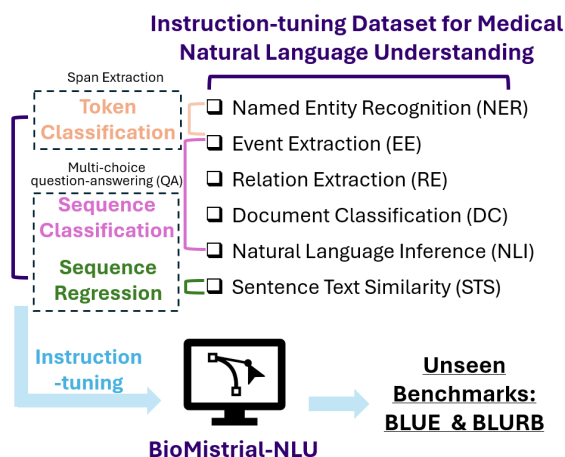 Instruction-tuning Dataset for Medical
Natural Language Understanding
Span Extraction
Token
Classification
Multi-choice
question-answering (QA)
Sequence
Classification
Sequence
Regression
Named Entity Recognition (NER)
Event Extraction (EE)
Relation Extraction (RE)
Document Classification (DC)
Natural Language Inference (NLI)
Sentence Text Similarity (STS)
Instruction
-tuning
BioMistrial-NLU
Unseen
Benchmarks:
BLUE & BLURB